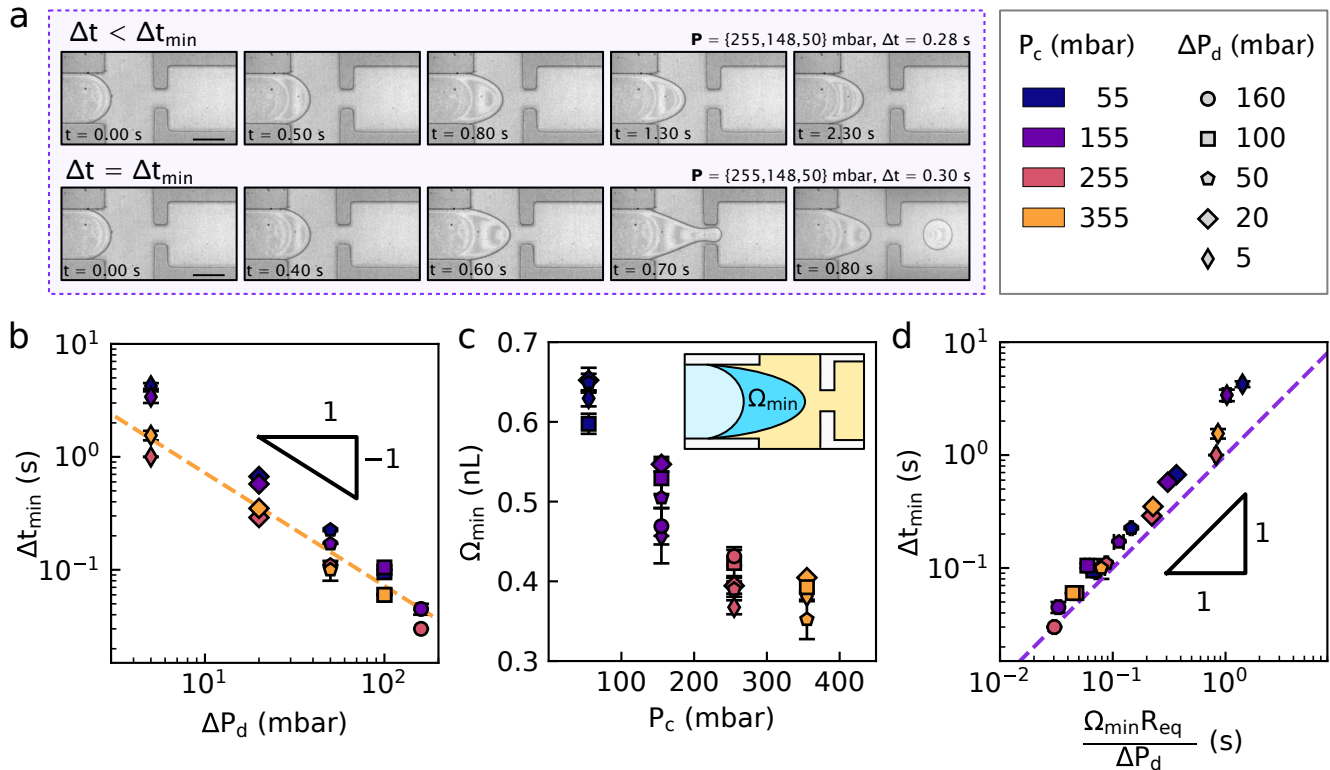 a
Δt < Δt_min
P = {255,148,50} mbar, Δt = 0.28 s
t = 0.00 s
t = 0.50 s
t = 0.80 s
t = 1.30 s
t = 2.30 s
Δt = Δt_min
P = {255,148,50} mbar, Δt = 0.30 s
t = 0.00 s
t = 0.40 s
t = 0.60 s
t = 0.70 s
t = 0.80 s
P_c (mbar)
55
155
255
355
ΔP_d (mbar)
160
100
50
20
5
b
10^1
10^0
10^-1
Δt_min (s)
1
−1
10^1
10^2
ΔP_d (mbar)
c
0.7
0.6
0.5
0.4
0.3
Ω_min (nL)
Ω_min
100
200
300
400
P_c (mbar)
d
10^1
10^0
10^-1
Δt_min (s)
1
1
10^-2
10^-1
10^0
Ω_min R_eq
ΔP_d
(s)